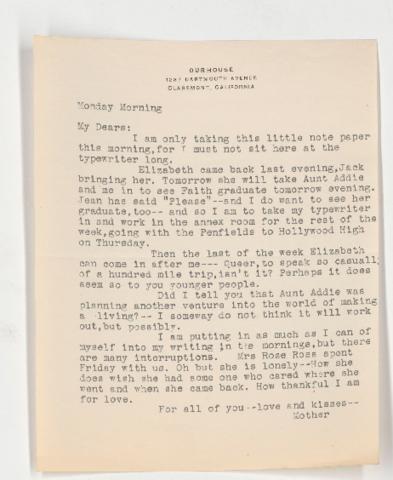 OURHOUSE
1287 DARTMOUTH AVENUE
CLAREMONT, CALIFORNIA
Monday Morning
My Dears:
I am only taking this little note paper
this morning,for I must not sit here at the
typewriter long.
Elizabeth came back last evening,Jack
bringing her. Tomorrow she will take Aunt Addie
and me in to see Faith graduate tomorrow evening.
Jean has said "Please"--and I do want to see her
graduate,too-- and so I am to take my typewriter
in and work in the annex room for the rest of the
week,going with the Penfields to Hollywood High
on Thursday.
Then the last of the week Elizabeth
can come in after me--- Queer,to speak so casuall
of a hundred mile trip,isn't it? Perhaps it does
seem so to you younger people.
Did I tell you that Aunt Addie was
planning another venture into the world of making
a living?-- I someway do not think it will work
out,but possibly.
I am putting in as much as I can of
myself into my writing in the mornings,but there
are many interruptions. Mrs Rose Ross spent
Friday with us. Oh but she is lonely--How she
does wish she had some one who cared where she
went and when she came back. How thankful I am
for love.
For all of you--love and kisses--
Mother